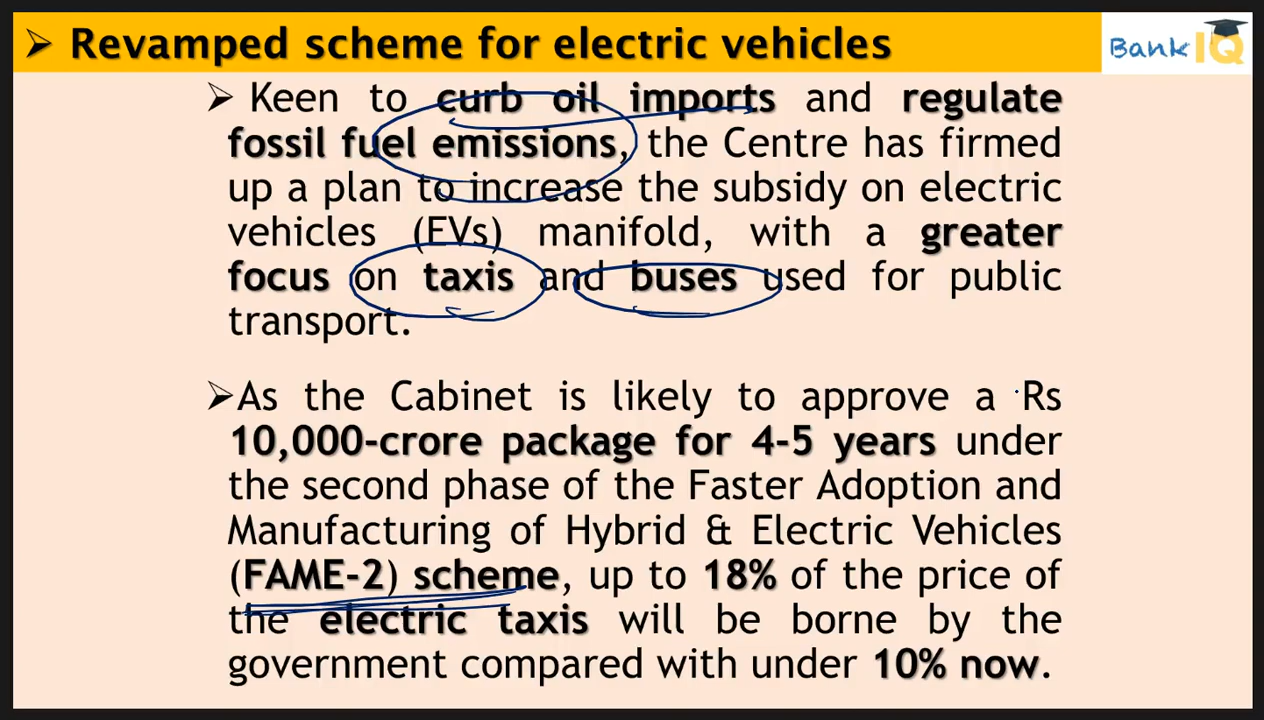 ➢ Revamped scheme for electric vehicles
Bank IQ
➢ Keen to curb oil imports and regulate
fossil fuel emissions, the Centre has firmed
up a plan to increase the subsidy on electric
vehicles (EVs) manifold, with a greater
focus on taxis and buses used for public
transport.
➢As the Cabinet is likely to approve a Rs
10,000-crore package for 4-5 years under
the second phase of the Faster Adoption and
Manufacturing of Hybrid & Electric Vehicles
(FAME-2) scheme, up to 18% of the price of
the electric taxis will be borne by the
government compared with under 10% now.